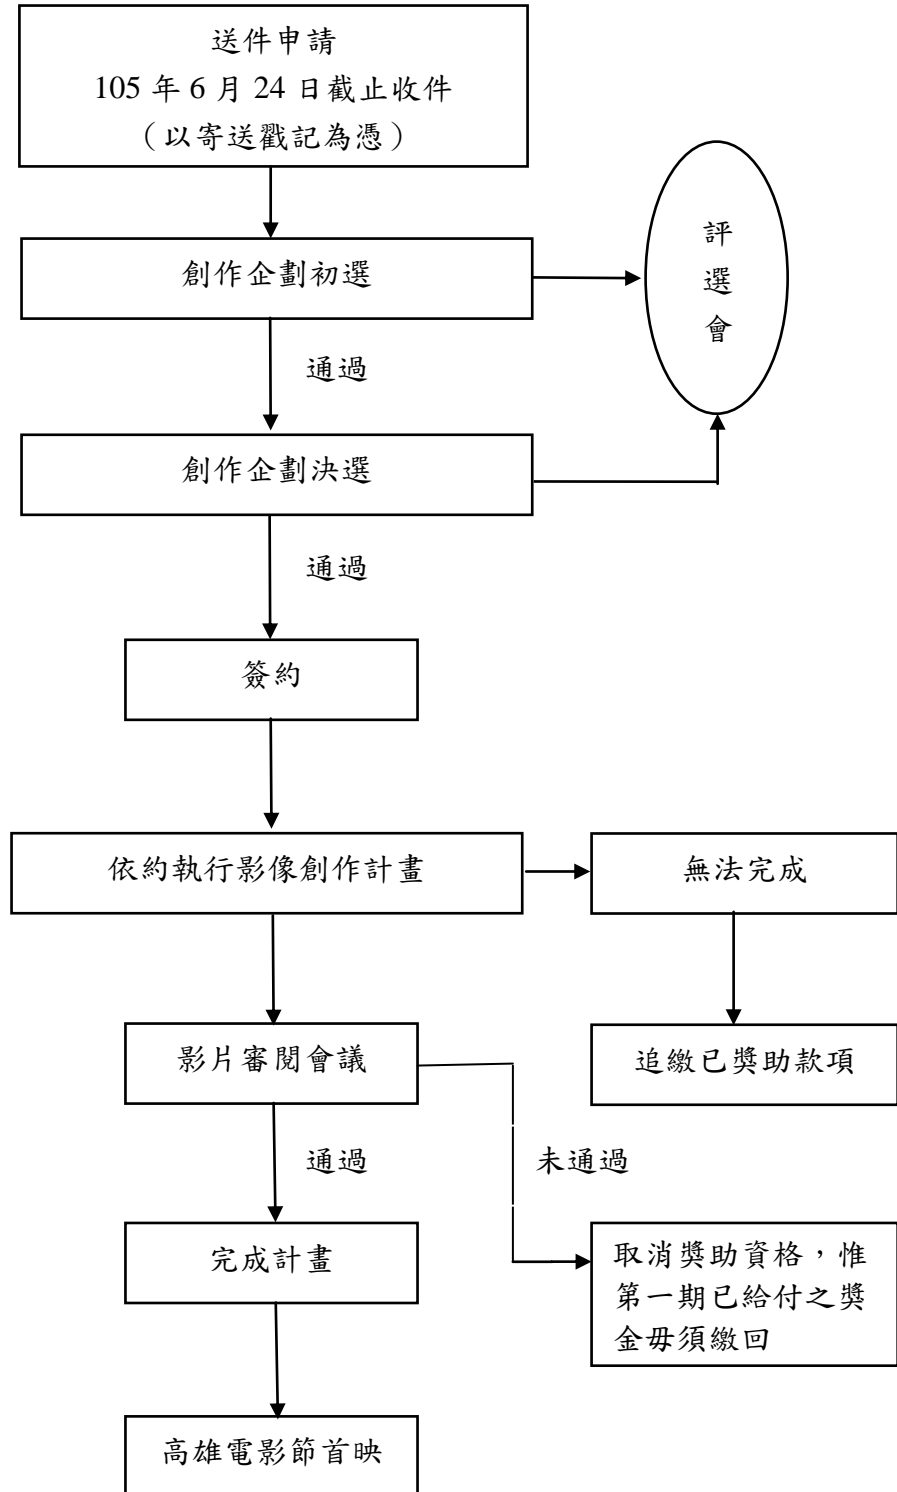 送件申請
105 年 6 月 24 日截止收件
（以寄送戳記為憑）
評
選
會
創作企劃初選
通過
創作企劃決選
通過
簽約
依約執行影像創作計畫
無法完成
影片審閱會議
追繳已獎助款項
通過
未通過
完成計畫
取消獎助資格，惟
第一期已給付之獎
金毋須繳回
高雄電影節首映